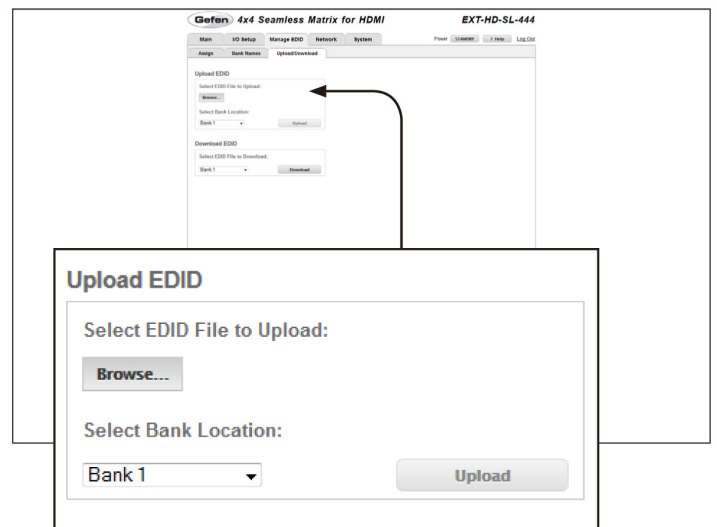 Gefen 4x4 Seamless Matrix for HDMI EXT-HD-SL-444
Main I/O Setup Manage EDID Network System Power STANDBY ? Help Log Out
Assign Bank Names Upload/Download
Upload EDID
Select EDID File to Upload:
Browse...
Select Bank Location:
Bank 1 Upload
Download EDID
Select EDID File to Download:
Bank 1 Download
Upload EDID
Select EDID File to Upload:
Browse...
Select Bank Location:
Bank 1 Upload